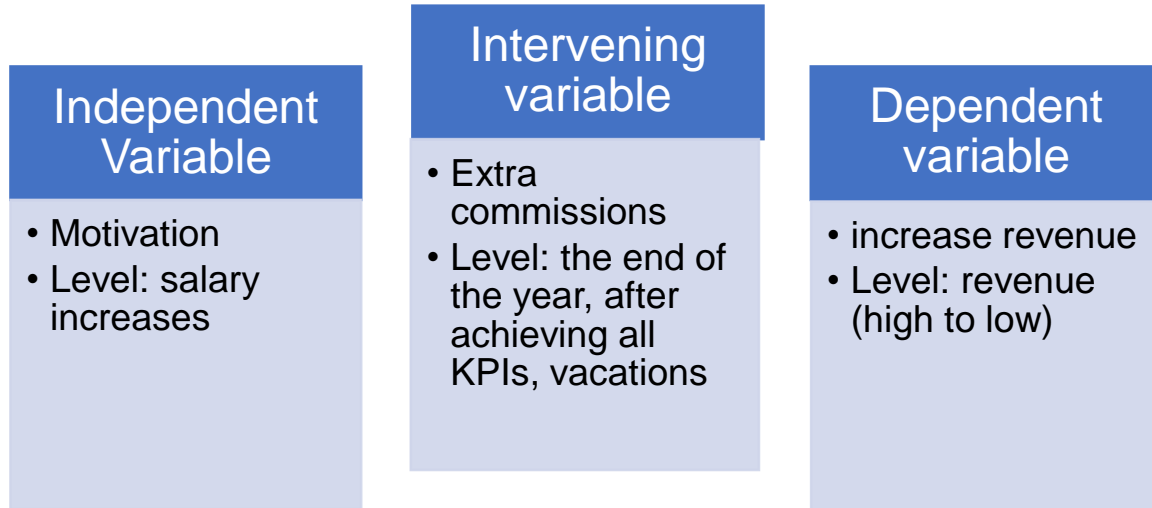 Independent
Variable
• Motivation
• Level: salary
increases
Intervening
variable
• Extra
commissions
• Level: the end of
the year, after
achieving all
KPIs, vacations
Dependent
variable
• increase revenue
• Level: revenue
(high to low)